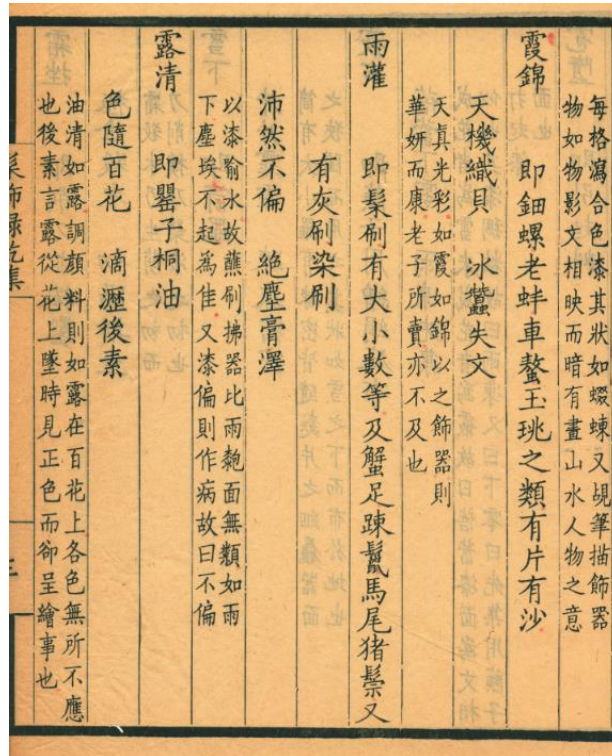 每格瀉合色漆其狀如蝃蝀又覘筆描飾器
物如物影文相映而暗有畫山水人物之意
霞錦　即鈿螺老蚌車螯玉珧之類有片有沙
天機織貝　冰蠶失文
天真光彩如霞如錦以之飾器則
華妍而康老子所賣亦不及也
雨灌　即髹刷有大小數等及蟹足疎鬣馬尾猪鬃又
有灰刷染刷
沛然不偏　絶塵膏澤
以漆喻水故蘸刷拂器比雨麭面無纇如雨
下塵埃不起為佳又漆偏則作病故曰不偏
露清　即罌子桐油
色隨百花　滴瀝後素
油清如露調顏料則如露在百花上各色無所不應
也後素言露從花上墜時見正色而卻呈繪事也
髹飾錄乾集